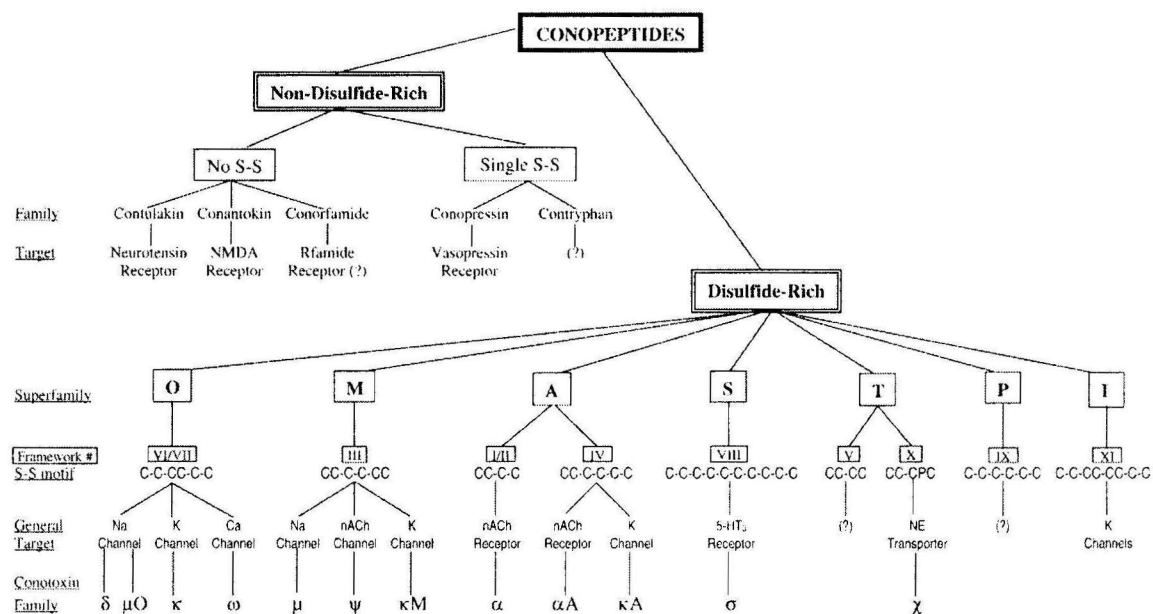 CONOPEPTIDES
Non-Disulfide-Rich
No S-S Single S-S
Family Contulakin Conantokin Conorfamide Conopressin Contryphan
Target Neurotensin NMDA Rfamide Vasopressin (?)
Receptor Receptor Receptor (?) Receptor
Disulfide-Rich
Superfamily O M A S T P I
Framework # VI/VII III I/II IV VIII V X IX XI
S-S motif C-C-CC-C-C CC-C-C-CC CC-C-C CC-C-C-C-C C-C-C-C-C-C-C-C-C-C CC-CC CC-CPC C-C-C-C-C-C C-C-CC-CC-C-C
General Na K Ca Na nACh K nACh nACh K 5-HT₃ (?) NE (?) K
Target Channel Channel Channel Channel Channel Channel Receptor Receptor Channel Receptor Transporter Channels
Conotoxin
Family δ μO κ ω μ ψ κM α αA κA σ χ